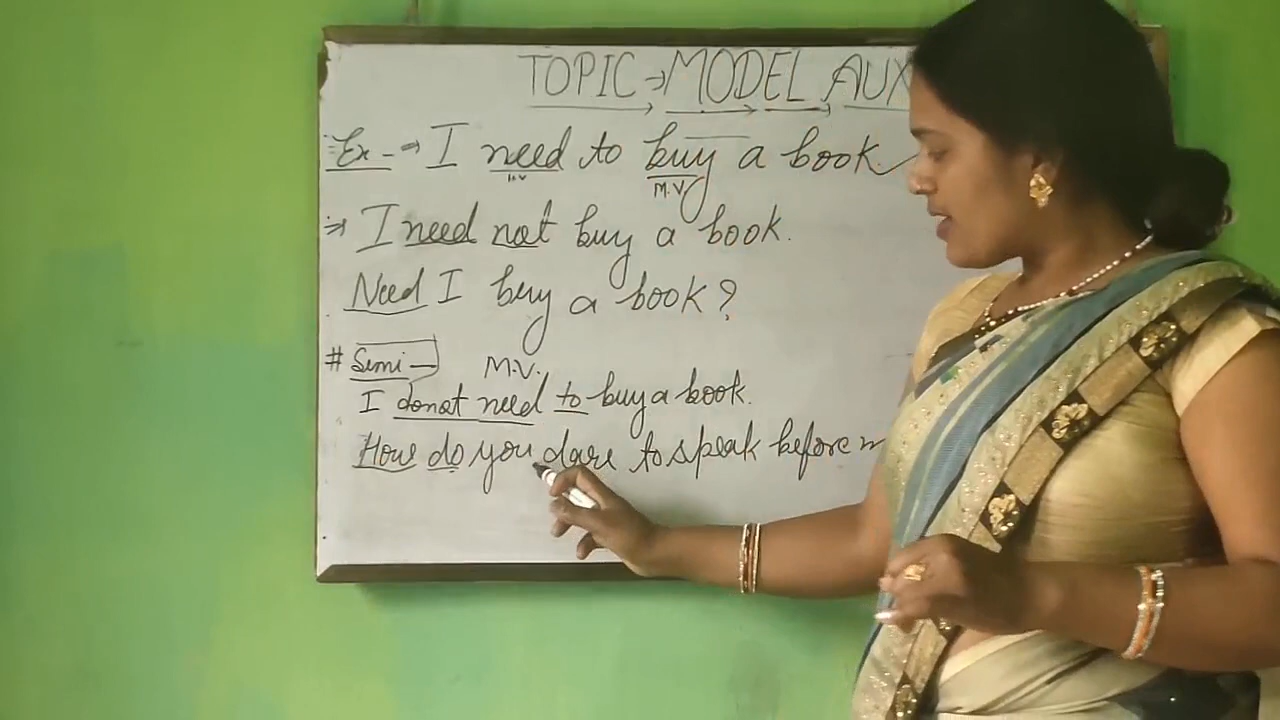 TOPIC → MODEL AUX
Ex - → I need to buy a book.
M.V M.V
⇒ I need not buy a book.
Need I buy a book?
# Semi-
M.V.
I donot need to buy a book.
How do you dare to speak before